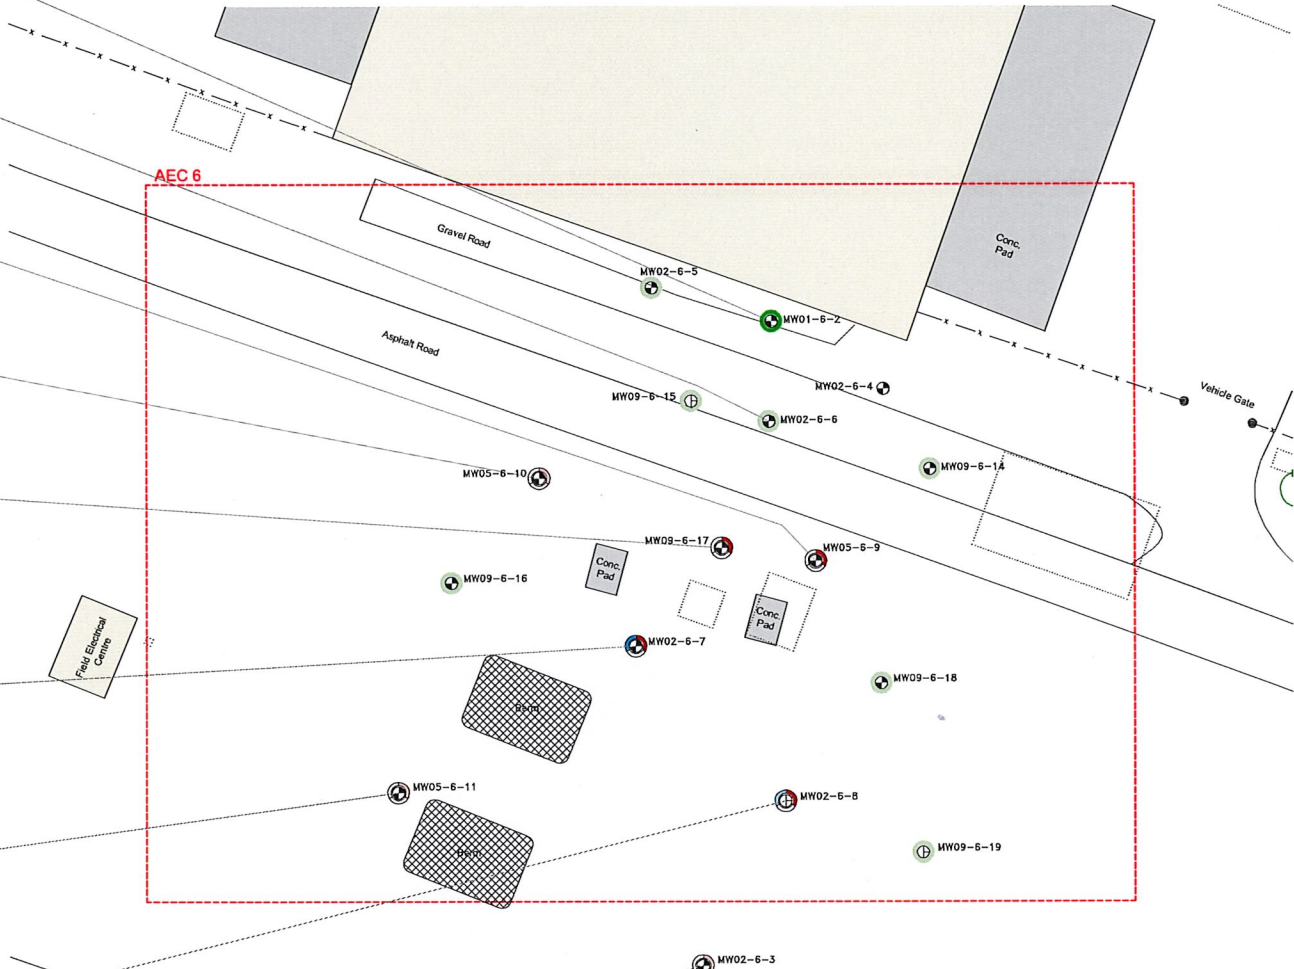 AEC 6
Gravel Road
Conc.
Pad
MW02-6-5
MW01-6-2
Asphalt Road
MW02-6-4
Vehicle Gate
MW09-6-15
MW02-6-6
MW09-6-14
MW05-6-10
MW09-6-17
MW05-6-9
Conc.
Pad
MW09-6-16
Conc.
Pad
Field Electrical
Centre
MW02-6-7
MW09-6-18
Berm
MW05-6-11
MW02-6-8
Berm
MW09-6-19
MW02-6-3